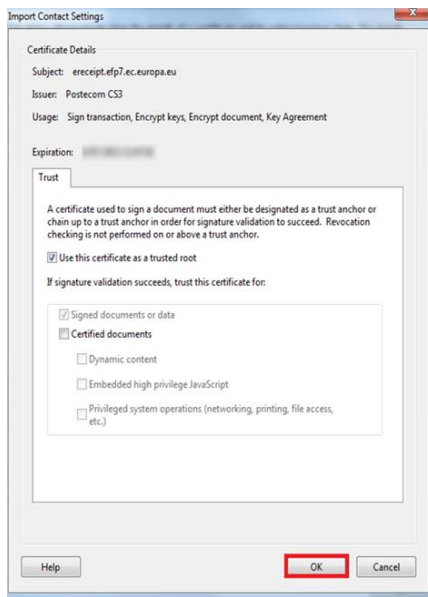 Import Contact Settings
Certificate Details
Subject: ereceipt.efp7.ec.europa.eu
Issuer: Postecom CS3
Usage: Sign transaction, Encrypt keys, Encrypt document, Key Agreement
Expiration:
Trust
A certificate used to sign a document must either be designated as a trust anchor or
chain up to a trust anchor in order for signature validation to succeed. Revocation
checking is not performed on or above a trust anchor.
Use this certificate as a trusted root
If signature validation succeeds, trust this certificate for:
Signed documents or data
Certified documents
Dynamic content
Embedded high privilege JavaScript
Privileged system operations (networking, printing, file access,
etc.)
Help OK Cancel